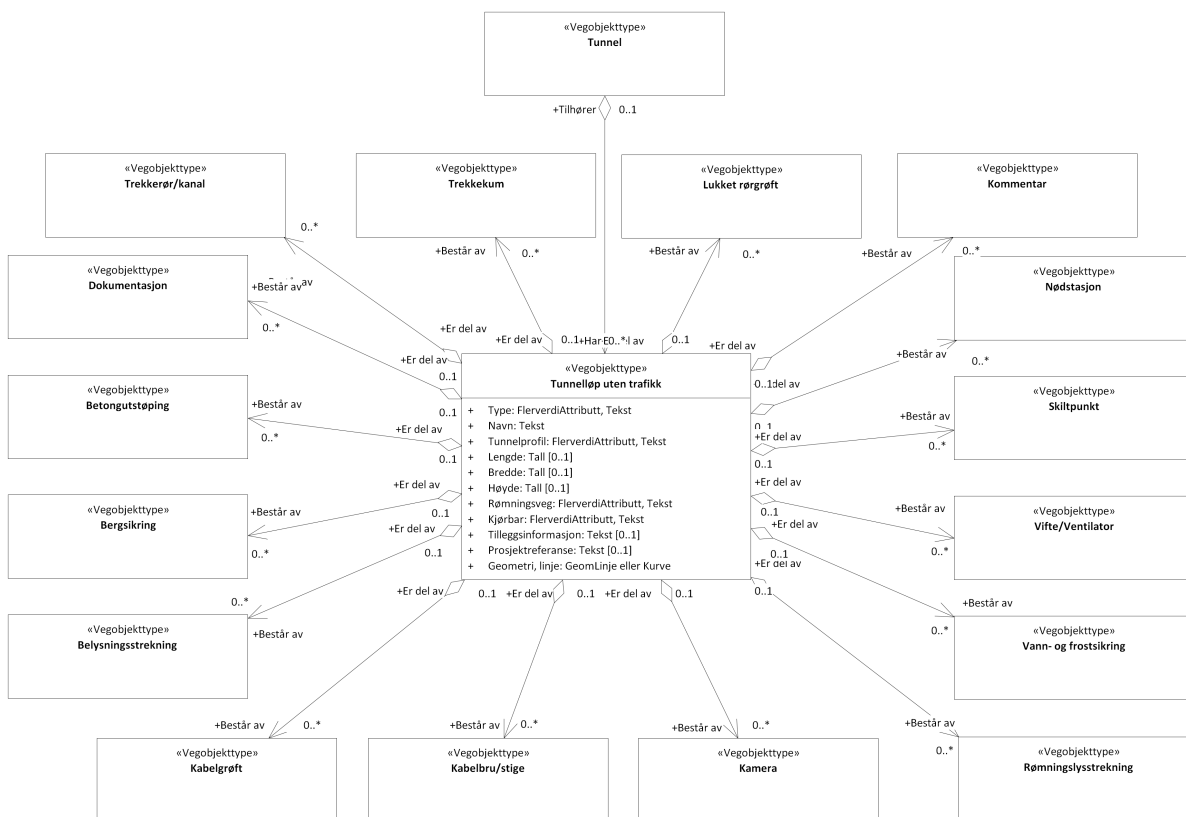 «Vegobjekttype»
Tunnel
+Tilhører 0..1
«Vegobjekttype»
Trekkerør/kanal
«Vegobjekttype»
Trekkekum
«Vegobjekttype»
Lukket rørgrøft
«Vegobjekttype»
Kommentar
0..*
+Består av
0..*
+Består av
0..*
+Består av
0..*
«Vegobjekttype»
Dokumentasjon
+Består av
0..*
«Vegobjekttype»
Nødstasjon
+Består av
0..*
+Er del av
+Er del av
+Er del av
0..1
0..*
0..1
+Er del av
0..1
0..1
0..1
0..1
«Vegobjekttype»
Tunnelløp uten trafikk
+ Type: FlerverdiAttributt, Tekst
+ Navn: Tekst
+ Tunnelprofil: FlerverdiAttributt, Tekst
+ Lengde: Tall [0..1]
+ Bredde: Tall [0..1]
+ Høyde: Tall [0..1]
+ Rømningsveg: FlerverdiAttributt, Tekst
+ Kjørbar: FlerverdiAttributt, Tekst
+ Tilleggsinformasjon: Tekst [0..1]
+ Prosjektreferanse: Tekst [0..1]
+ Geometri, linje: GeomLinje eller Kurve
«Vegobjekttype»
Betongutstøping
+Består av
0..*
+Er del av
0..1
«Vegobjekttype»
Skiltpunkt
+Består av
0..*
+Er del av
0..1
«Vegobjekttype»
Bergsikring
+Består av
0..*
+Er del av
0..1
«Vegobjekttype»
Vifte/Ventilator
+Består av
0..*
+Er del av
0..1
«Vegobjekttype»
Belysningsstrekning
0..*
+Består av
+Er del av
0..1
«Vegobjekttype»
Vann- og frostsikring
+Består av
0..*
+Er del av
0..1
+Er del av
0..1
+Er del av
0..1
+Er del av
0..1
+Er del av
0..1
+Består av
0..*
«Vegobjekttype»
Kabelgrøft
+Består av
0..*
«Vegobjekttype»
Kabelbru/stige
+Består av
0..*
«Vegobjekttype»
Kamera
+Består av
0..*
«Vegobjekttype»
Rømningslysstrekning